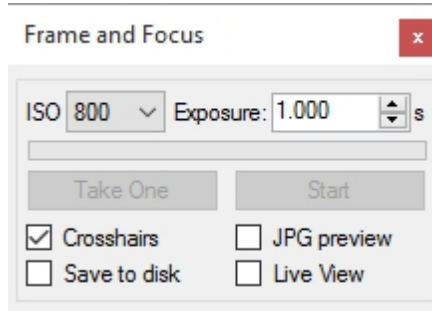 Frame and Focus x
ISO 800 Exposure: 1.000 s
Take One Start
Crosshairs JPG preview
Save to disk Live View